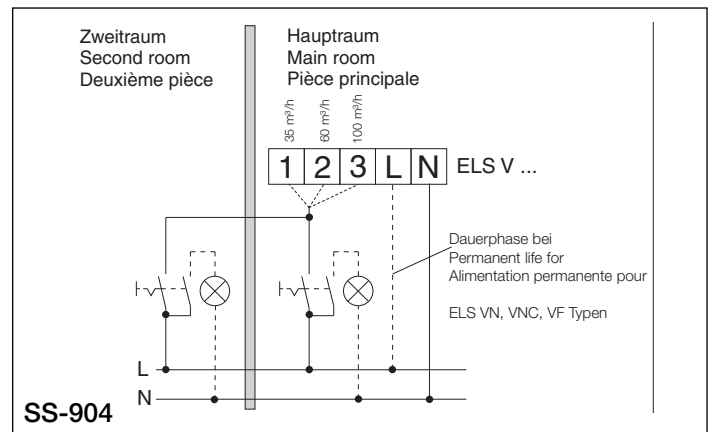 Zweitraum
Second room
Deuxième pièce
Hauptraum
Main room
Pièce principale
35 m³/h
60 m³/h
100 m³/h
1 2 3 L N ELS V ...
Dauerphase bei
Permanent life for
Alimentation permanente pour
ELS VN, VNC, VF Typen
L
N
SS-904